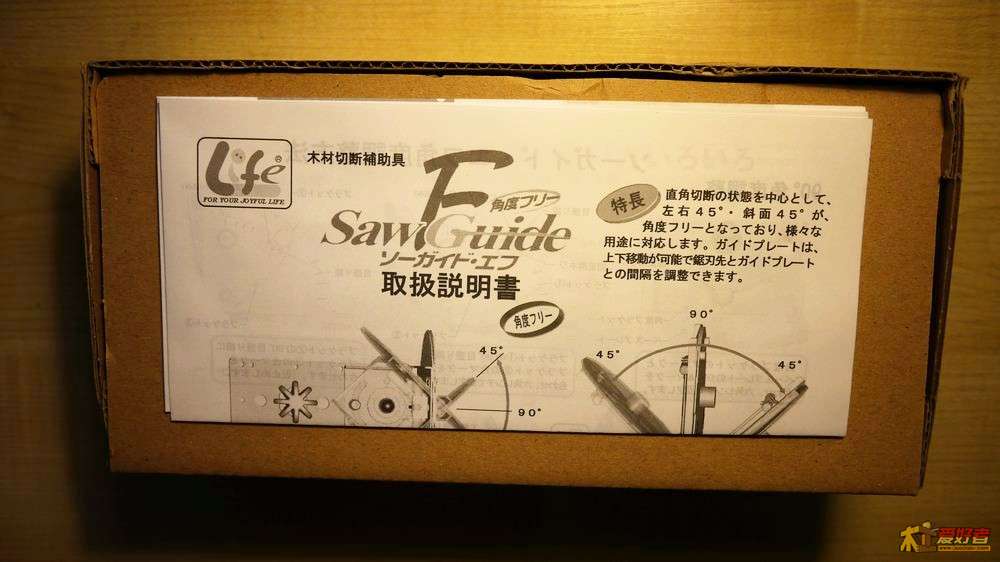 Life®
FOR YOUR JOYFUL LIFE
木材切断補助具
F
角度フリー
Saw Guide
ソーガイド・エフ
取扱説明書
特長
直角切断の状態を中心として、
左右45°・斜面45°が、
角度フリーとなっており、様々な
用途に対応します。ガイドプレートは、
上下移動が可能で鋸刃先とガイドプレート
との間隔を調整できます。
角度フリー
45°
90°
45°
90°
45°
木工爱好者